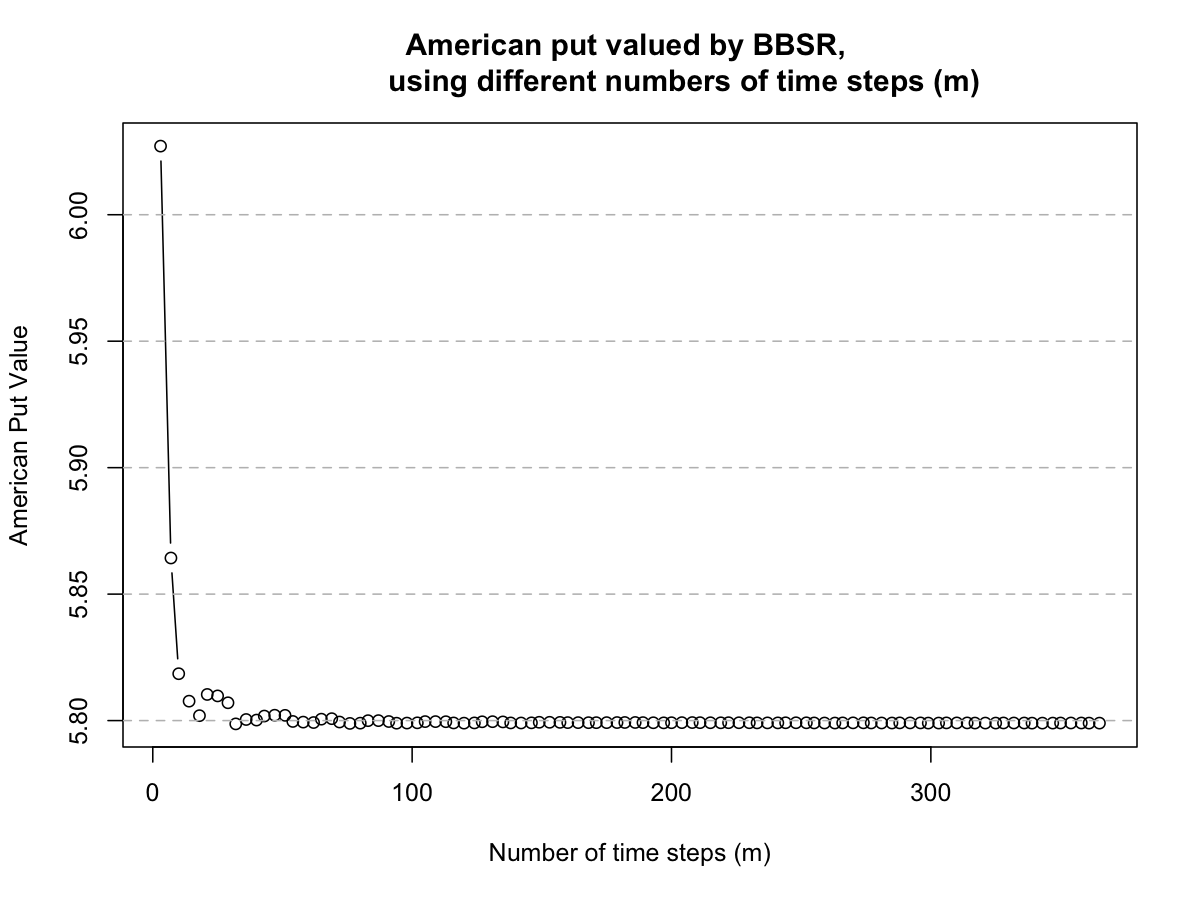 American put valued by BBSR,
using different numbers of time steps (m)
American Put Value
6.00
5.95
5.90
5.85
5.80
0 100 200 300
Number of time steps (m)